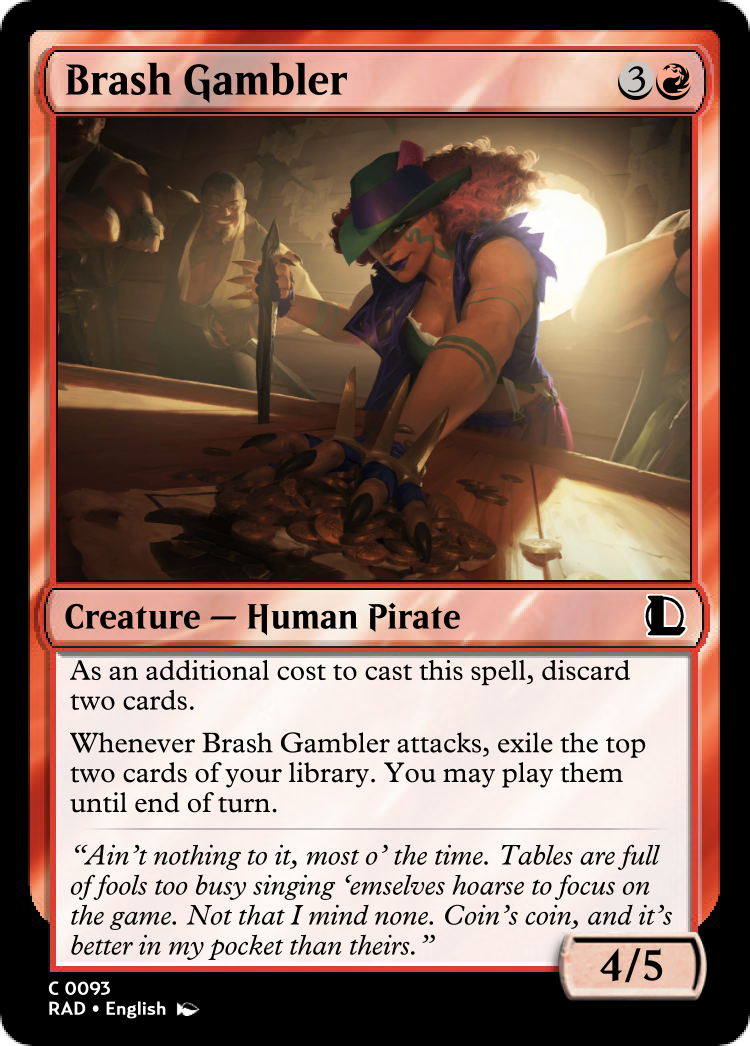 Brash Gambler 3
Creature — Human Pirate
As an additional cost to cast this spell, discard
two cards.
Whenever Brash Gambler attacks, exile the top
two cards of your library. You may play them
until end of turn.
“Ain’t nothing to it, most o’ the time. Tables are full
of fools too busy singing ‘emselves hoarse to focus on
the game. Not that I mind none. Coin’s coin, and it’s
better in my pocket than theirs.”
4/5
C 0093
RAD • English